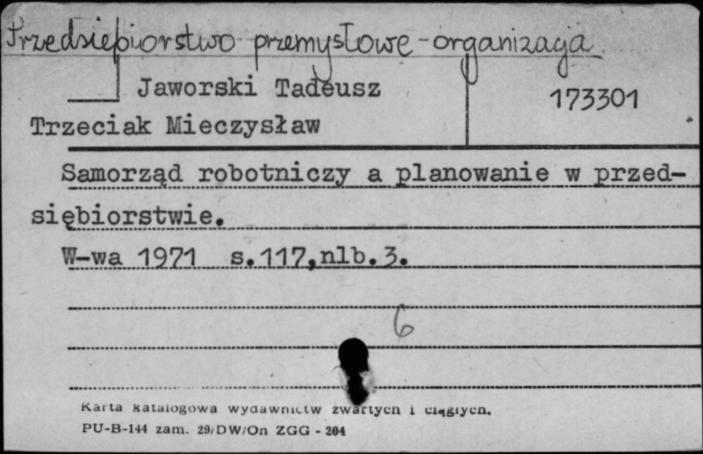 Przedsiębiorstwo przemysłowe - organizacja
Jaworski Tadeusz
173301
Trzeciak Mieczysław
Samorząd robotniczy a planowanie w przed-
siębiorstwie.
W-wa 1971 s.117,nlb.3.
6
Karta katalogowa wydawnictw zwartych i ciągłych.
PU-B-144 zam. 29/DW/On ZGG - 204